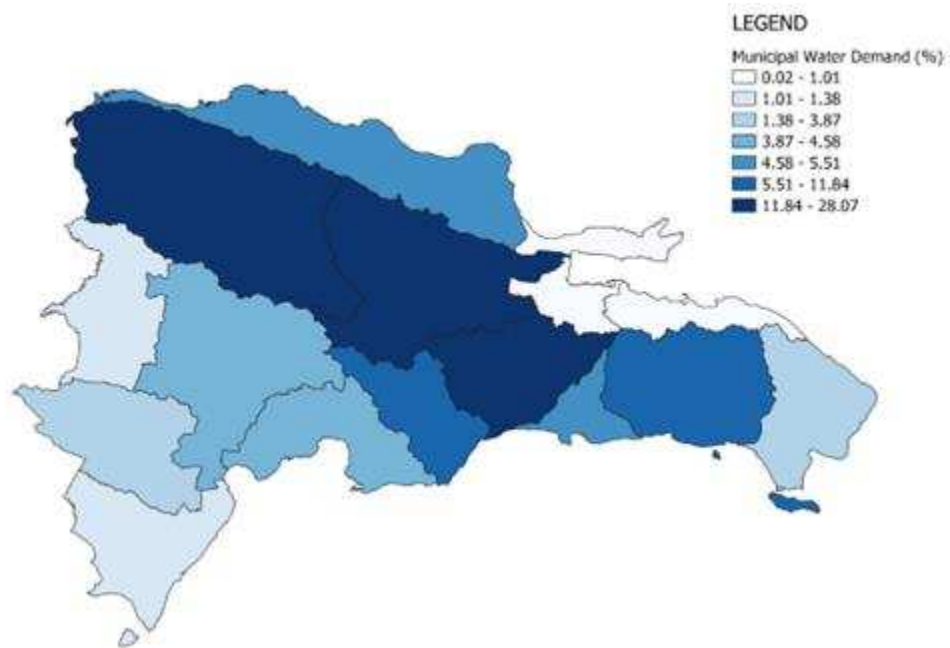 LEGEND
Municipal Water Demand (%)
0.02 - 1.01
1.01 - 1.38
1.38 - 3.87
3.87 - 4.58
4.58 - 5.51
5.51 - 11.84
11.84 - 28.07